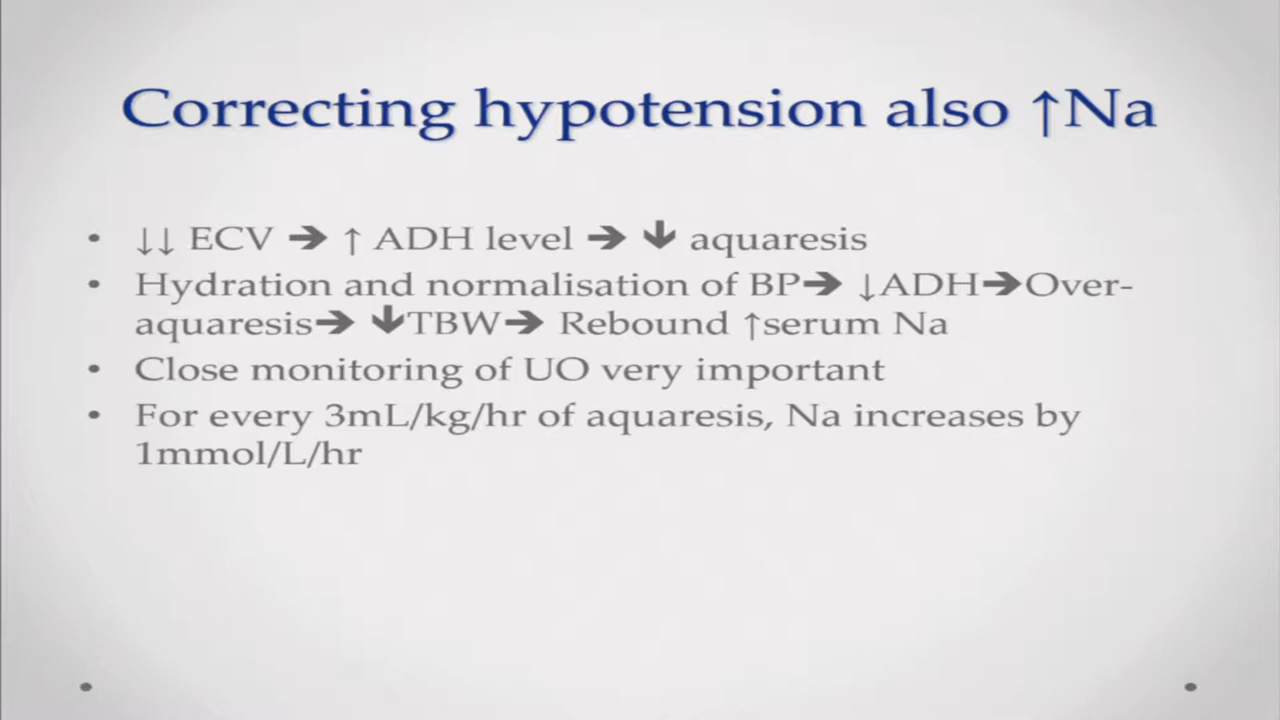 Correcting hypotension also ↑Na
• ↓↓ ECV ➔ ↑ ADH level ➔ 🡫 aquaresis
• Hydration and normalisation of BP➔ ↓ADH➔Over-
aquaresis➔ 🡫TBW➔ Rebound ↑serum Na
• Close monitoring of UO very important
• For every 3mL/kg/hr of aquaresis, Na increases by
1mmol/L/hr